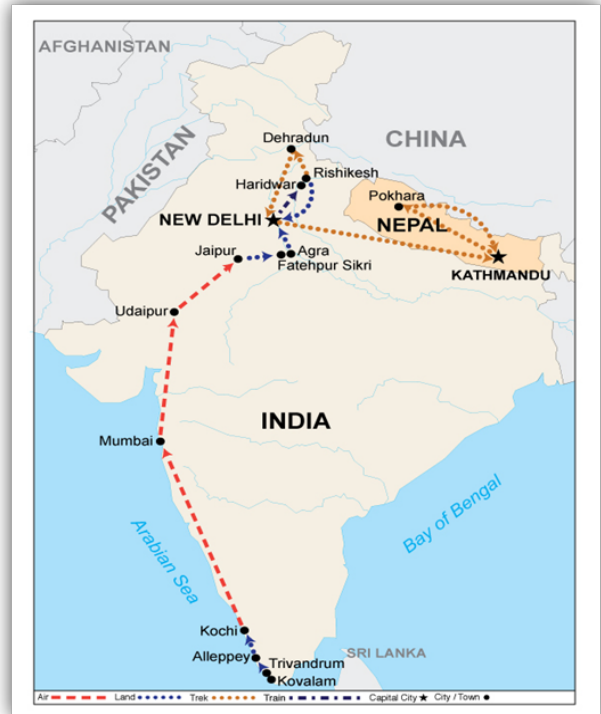 AFGHANISTAN
CHINA
PAKISTAN
Dehradun
Rishikesh
Haridwar
Pokhara
NEW DELHI
NEPAL
Jaipur
Agra
Fatehpur Sikri
KATHMANDU
Udaipur
INDIA
Mumbai
Arabian Sea
Bay of Bengal
Kochi
Alleppey
SRI LANKA
Trivandrum
Kovalam
Air Land Trek Train Capital City City / Town